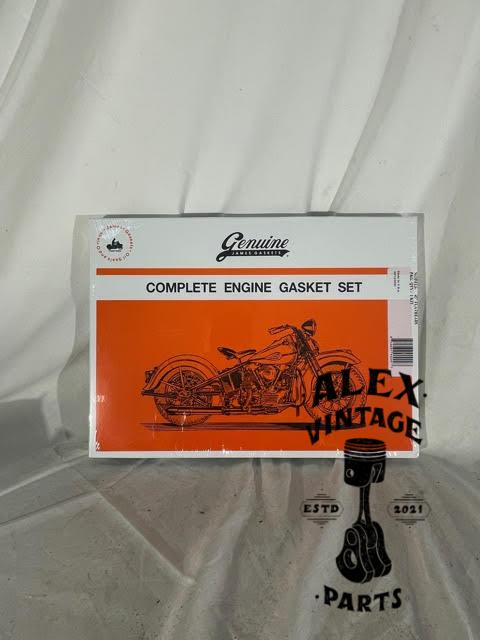 Genuine
JAMES GASKETS
COMPLETE ENGINE GASKET SET
ALEX
VINTAGE
ESTD 2021
PARTS